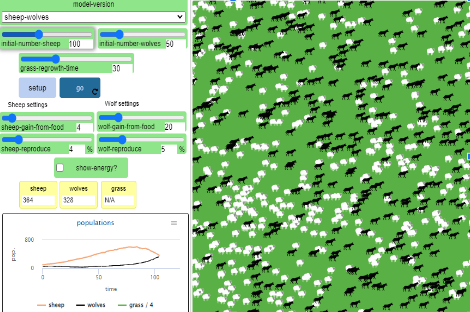 model-version
sheep-wolves
initial-number-sheep 100
initial-number-wolves 50
grass-regrowth-time 30
setup go
Sheep settings
Wolf settings
sheep-gain-from-food 4
wolf-gain-from-food 20
sheep-reproduce 4 %
wolf-reproduce 5 %
show-energy?
sheep wolves grass
364 328 N/A
populations
800
pop.
0
0 50 100
time
sheep wolves grass / 4